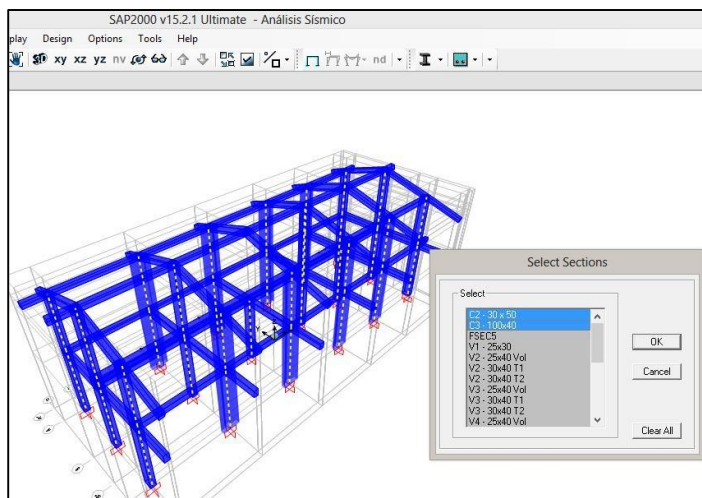 SAP2000 v15.2.1 Ultimate - Análisis Sísmico
play Design Options Tools Help
3D xy xz yz nv nd
Select Sections
Select
C2 - 30 x 50
C3 - 100x40
FSEC5
V1 - 25x30
V2 - 25x40 Vol
V2 - 30x40 T1
V2 - 30x40 T2
V3 - 25x40 Vol
V3 - 30x40 T1
V3 - 30x40 T2
V4 - 25x40 Vol
OK
Cancel
Clear All
Y
Z